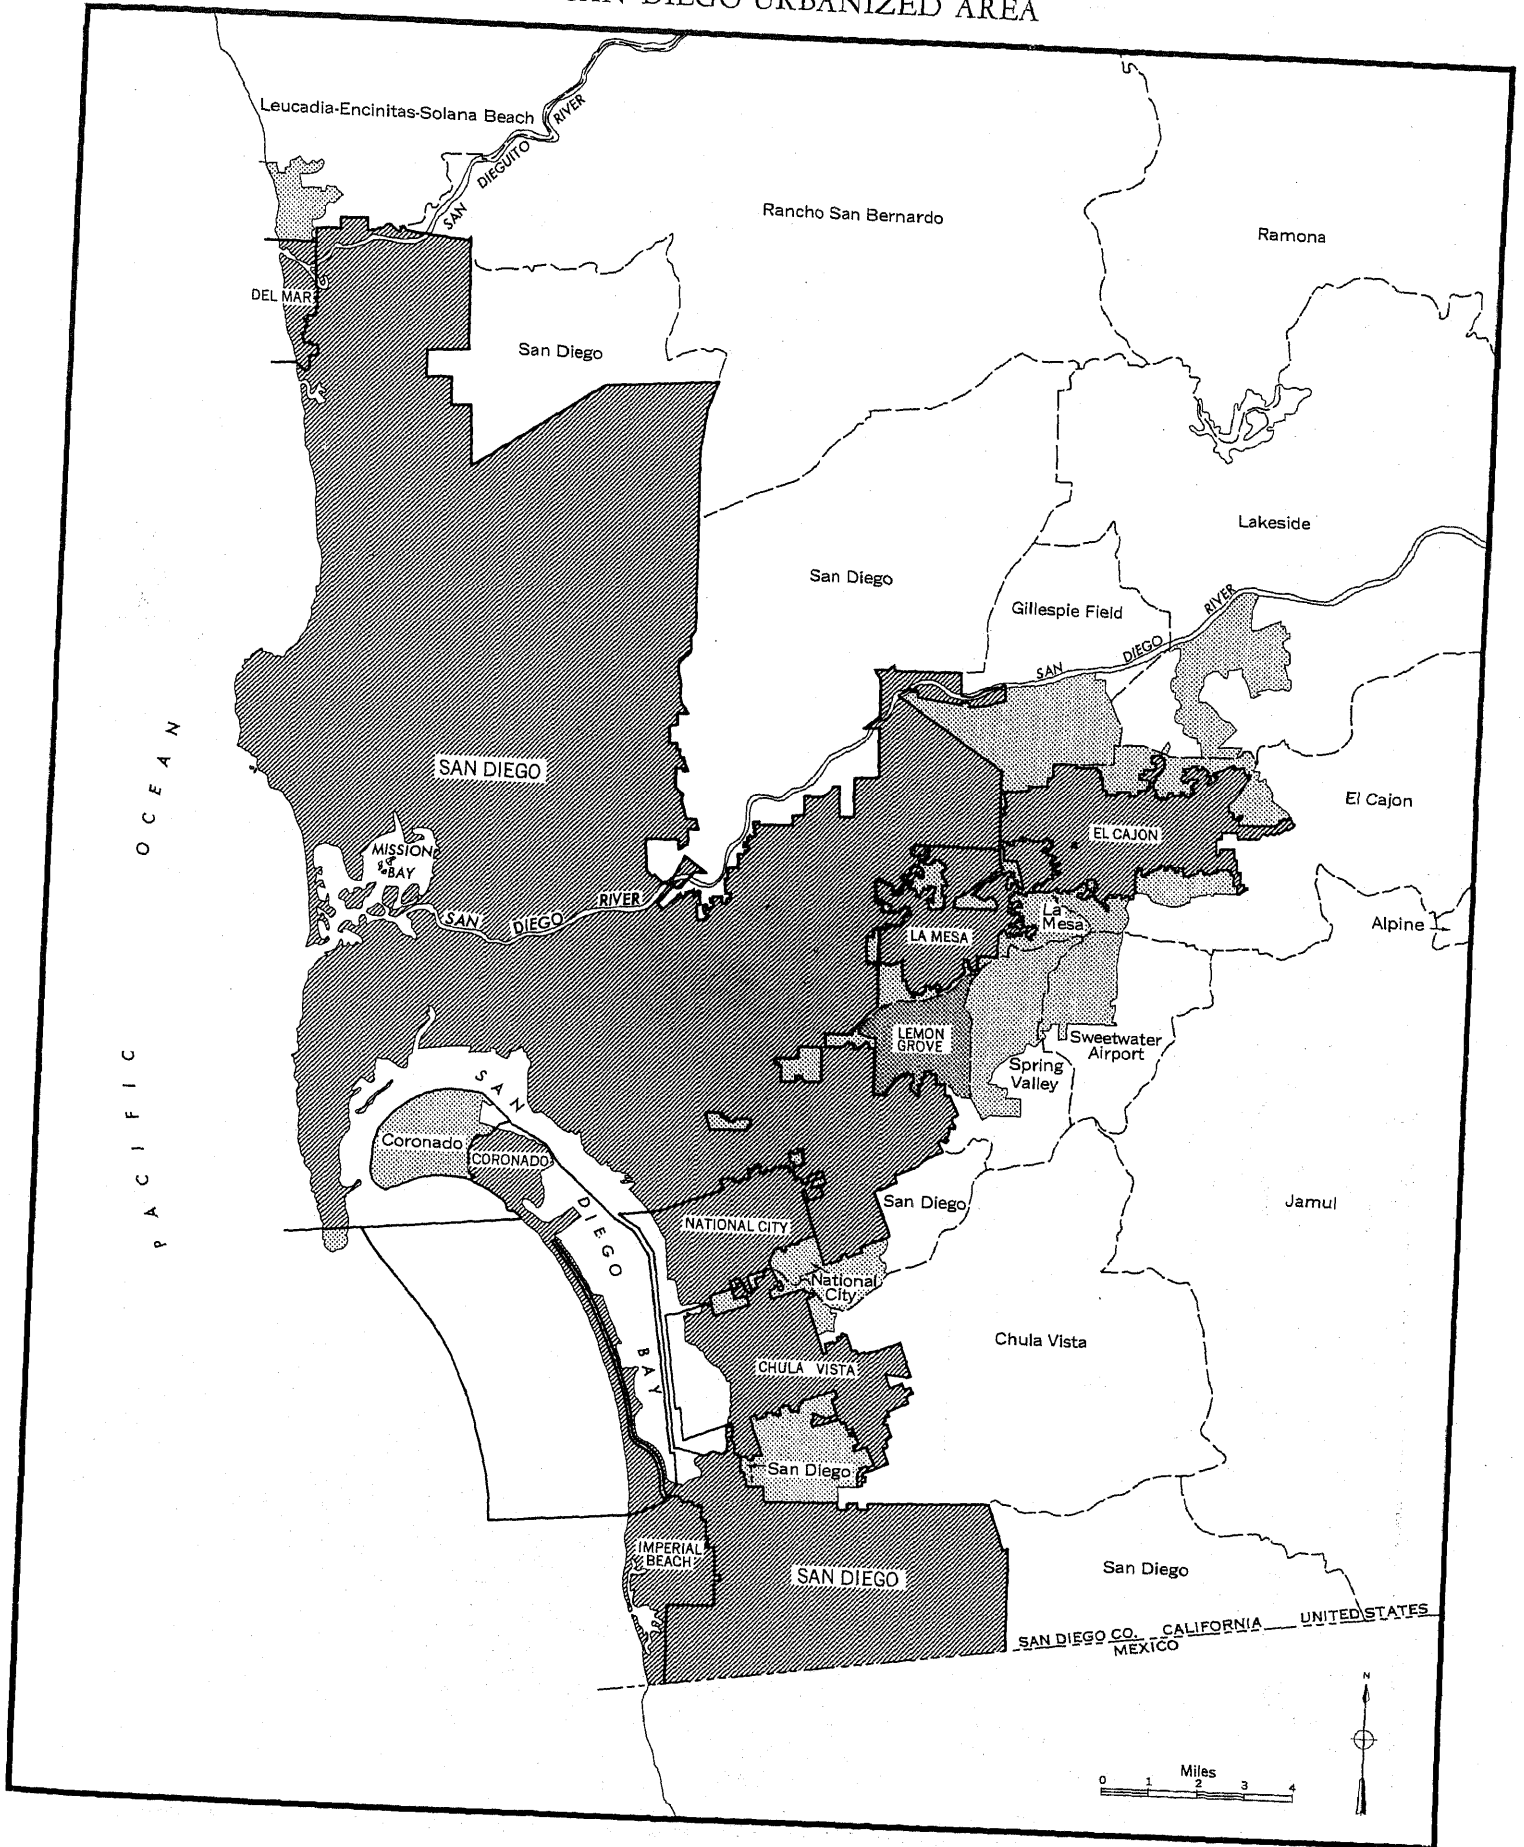 SAN DIEGO URBANIZED AREA
Leucadia-Encinitas-Solana Beach
SAN DIEGUITO RIVER
Rancho San Bernardo
Ramona
DEL MAR
San Diego
Lakeside
San Diego
Gillespie Field
SAN DIEGO RIVER
PACIFIC OCEAN
SAN DIEGO
El Cajon
EL CAJON
MISSION
BAY
SAN DIEGO RIVER
La
Mesa
Alpine
LA MESA
LEMON
GROVE
Sweetwater
Airport
Spring
Valley
SAN DIEGO BAY
Coronado
CORONADO
San Diego
Jamul
NATIONAL CITY
National
City
Chula Vista
CHULA VISTA
San Diego
IMPERIAL
BEACH
SAN DIEGO
San Diego
SAN DIEGO CO. CALIFORNIA UNITED STATES
MEXICO
N
Miles
0 1 2 3 4